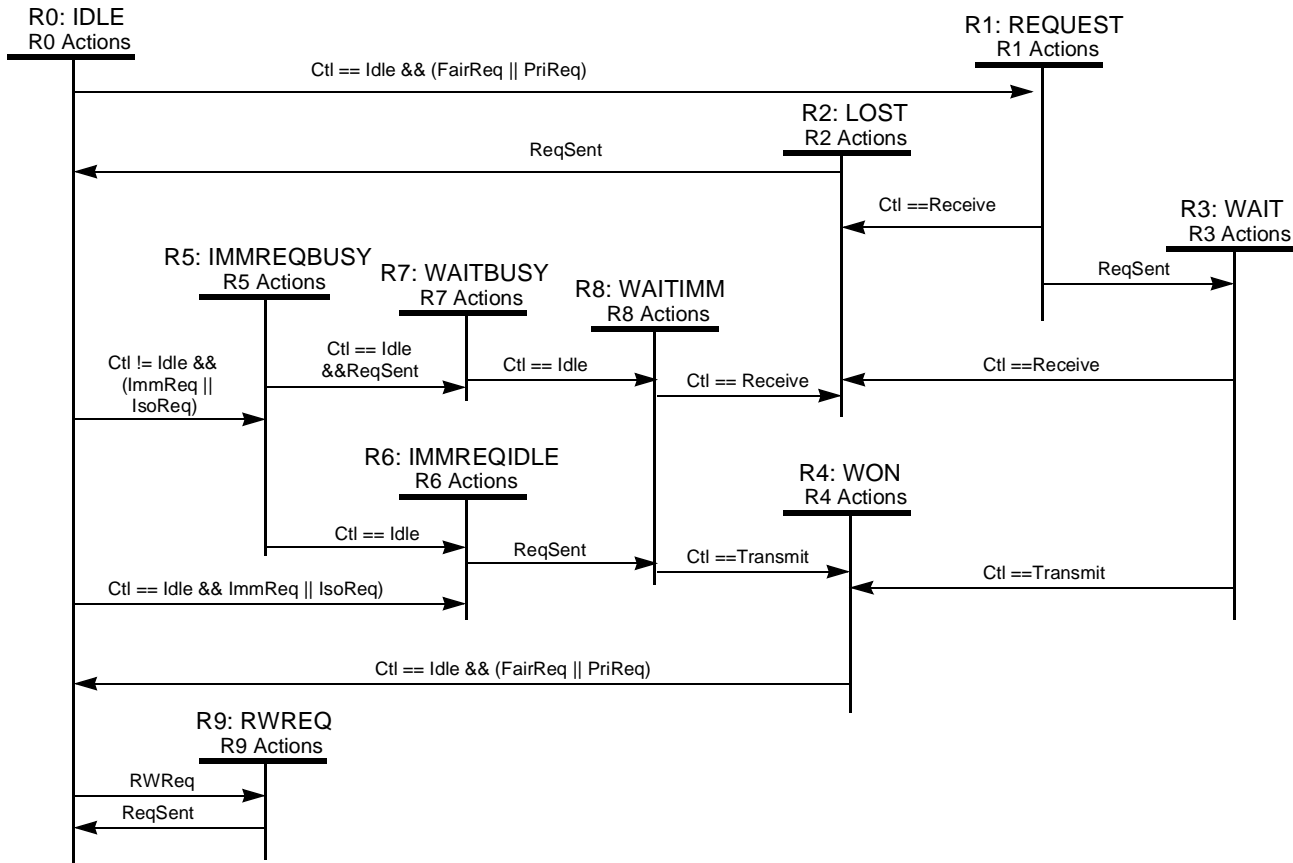 R0: IDLE
R0 Actions
R1: REQUEST
R1 Actions
Ctl == Idle && (FairReq || PriReq)
R2: LOST
R2 Actions
ReqSent
Ctl ==Receive
R3: WAIT
R3 Actions
R5: IMMREQBUSY
R5 Actions
R7: WAITBUSY
R7 Actions
ReqSent
R8: WAITIMM
R8 Actions
Ctl != Idle &&
(ImmReq ||
IsoReq)
Ctl == Idle
&&ReqSent
Ctl == Idle
Ctl == Receive
Ctl ==Receive
R6: IMMREQIDLE
R6 Actions
R4: WON
R4 Actions
Ctl == Idle
ReqSent
Ctl ==Transmit
Ctl ==Transmit
Ctl == Idle && ImmReq || IsoReq)
Ctl == Idle && (FairReq || PriReq)
R9: RWREQ
R9 Actions
RWReq
ReqSent